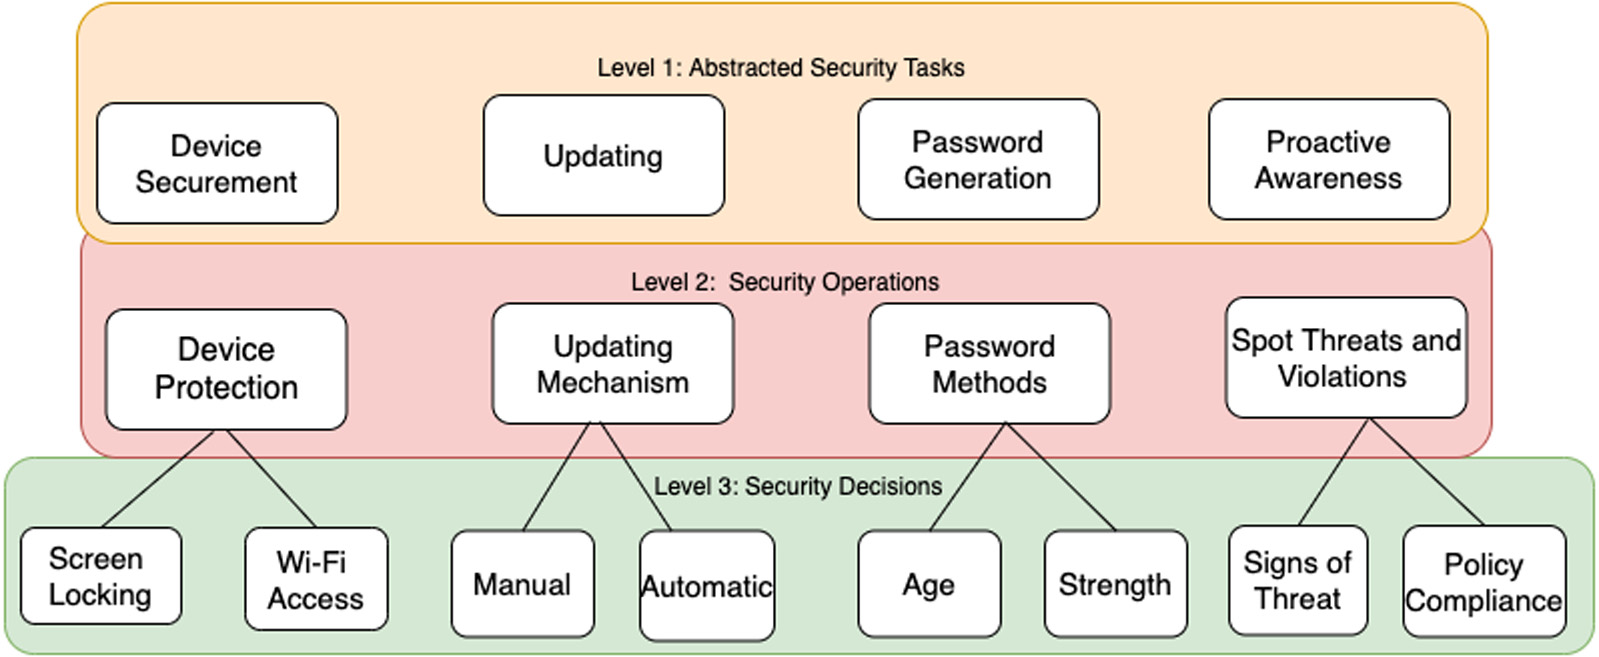 Level 1: Abstracted Security Tasks
Device
Securement
Updating
Password
Generation
Proactive
Awareness
Level 2:  Security Operations
Device
Protection
Updating
Mechanism
Password
Methods
Spot Threats and
Violations
Level 3: Security Decisions
Screen
Locking
Wi-Fi
Access
Manual
Automatic
Age
Strength
Signs of
Threat
Policy
Compliance